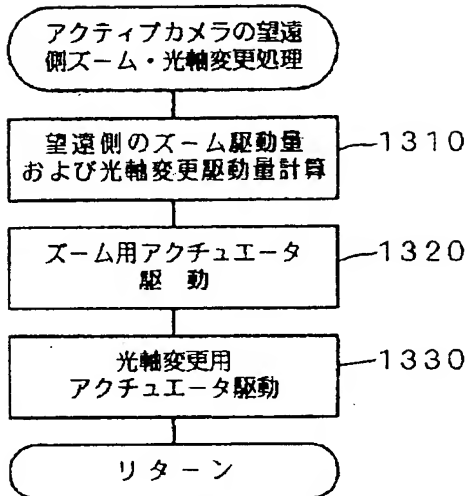 アクティブカメラの望遠
側ズーム・光軸変更処理
望遠側のズーム駆動量
および光軸変更駆動量計算
1310
ズーム用アクチュエータ
駆動
1320
光軸変更用
アクチュエータ駆動
1330
リターン